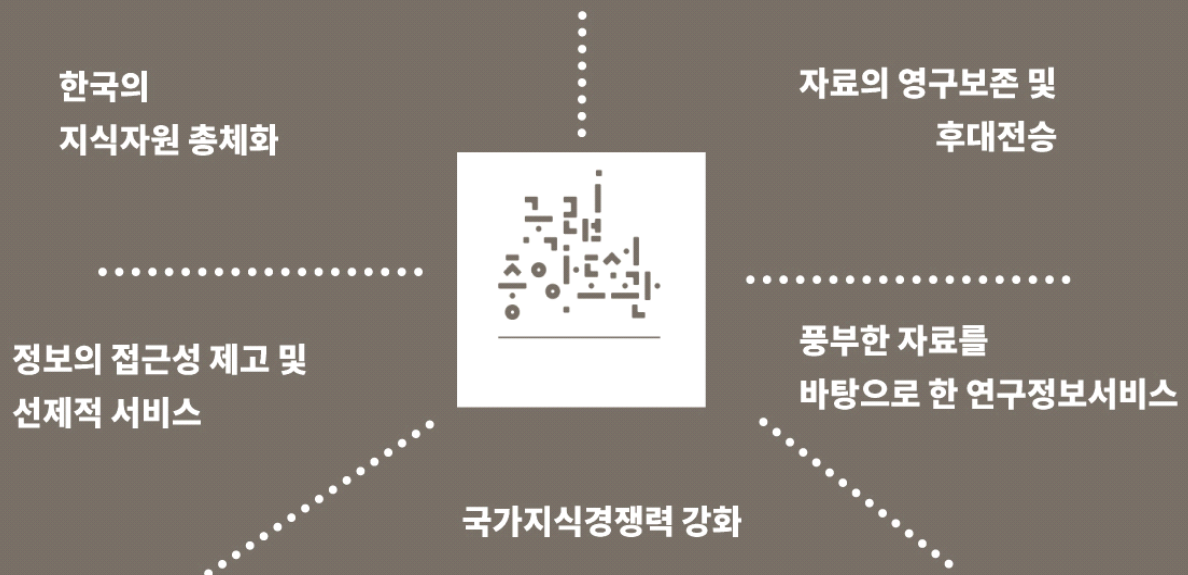 한국의
지식자원 총체화
자료의 영구보존 및
후대전승
국립
중앙도서관
정보의 접근성 제고 및
선제적 서비스
풍부한 자료를
바탕으로 한 연구정보서비스
국가지식경쟁력 강화